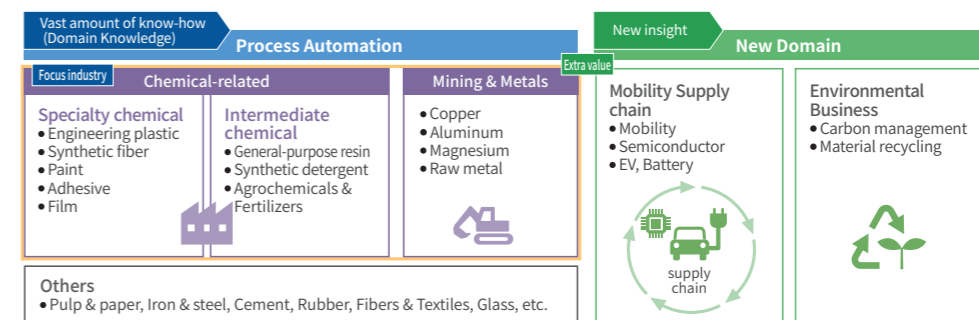 Vast amount of know-how
(Domain Knowledge)
Process Automation
Focus industry
Chemical-related
Specialty chemical
• Engineering plastic
• Synthetic fiber
• Paint
• Adhesive
• Film
Intermediate
chemical
• General-purpose resin
• Synthetic detergent
• Agrochemicals &
Fertilizers
Mining & Metals
• Copper
• Aluminum
• Magnesium
• Raw metal
Others
• Pulp & paper, Iron & steel, Cement, Rubber, Fibers & Textiles, Glass, etc.
Extra value
New insight
New Domain
Mobility Supply
chain
• Mobility
• Semiconductor
• EV, Battery
supply
chain
Environmental
Business
• Carbon management
• Material recycling